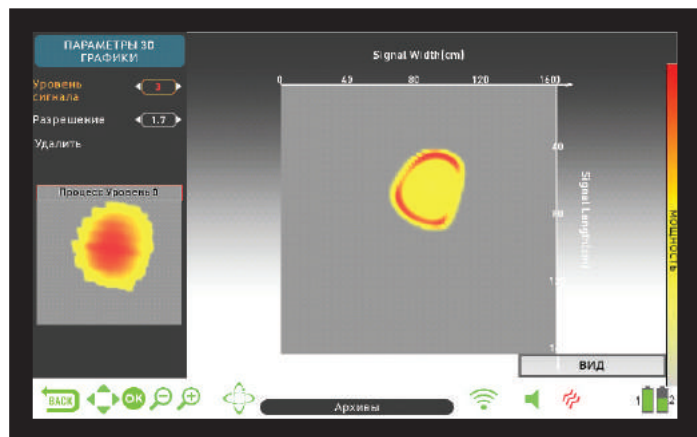 ПАРАМЕТРЫ 3D
ГРАФИКИ
Уровень
сигнала
3
Разрешение
1.7
Удалить
Процесс Уровень 0
Signal Width(cm)
0 40 80 120 160
40
Signal Length(cm)
80
МОЩНОСТЬ
ВИД
BACK OK
Архивы
1 2